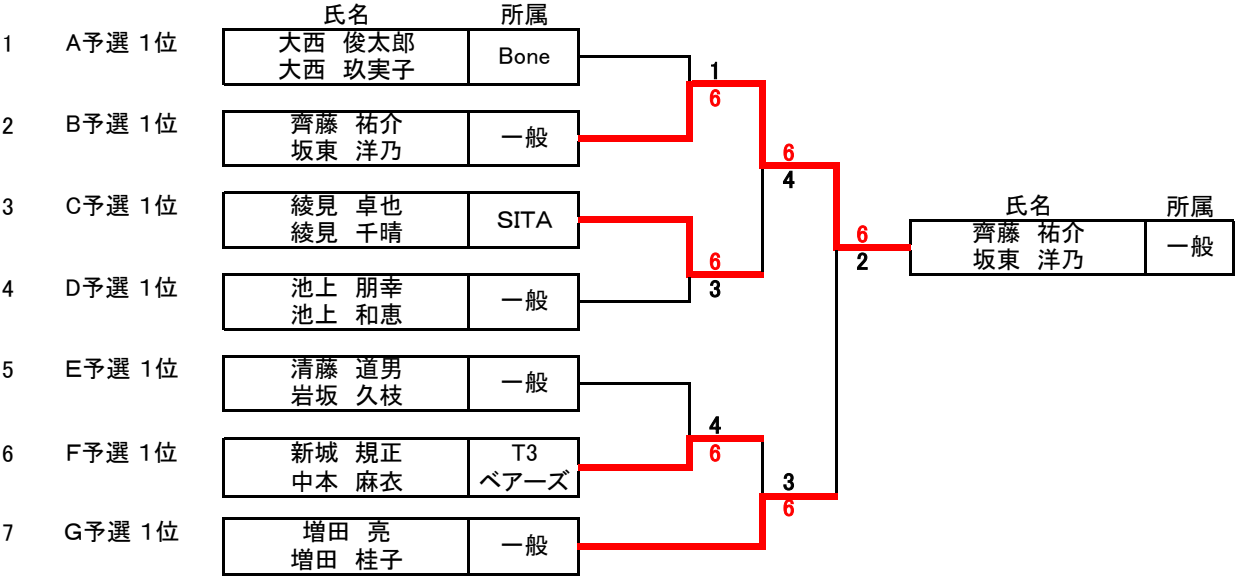 氏名 所属
1 A予選 1位 大西 俊太郎
大西 玖実子 Bone
1
6
2 B予選 1位 齊藤 祐介
坂東 洋乃 一般
6
4
3 C予選 1位 綾見 卓也
綾見 千晴 SITA
6
3
4 D予選 1位 池上 朋幸
池上 和恵 一般
氏名 所属
齊藤 祐介
坂東 洋乃 一般
6
2
5 E予選 1位 清藤 道男
岩坂 久枝 一般
4
6
6 F予選 1位 新城 規正
中本 麻衣 T3
ベアーズ
3
6
7 G予選 1位 増田 亮
増田 桂子 一般